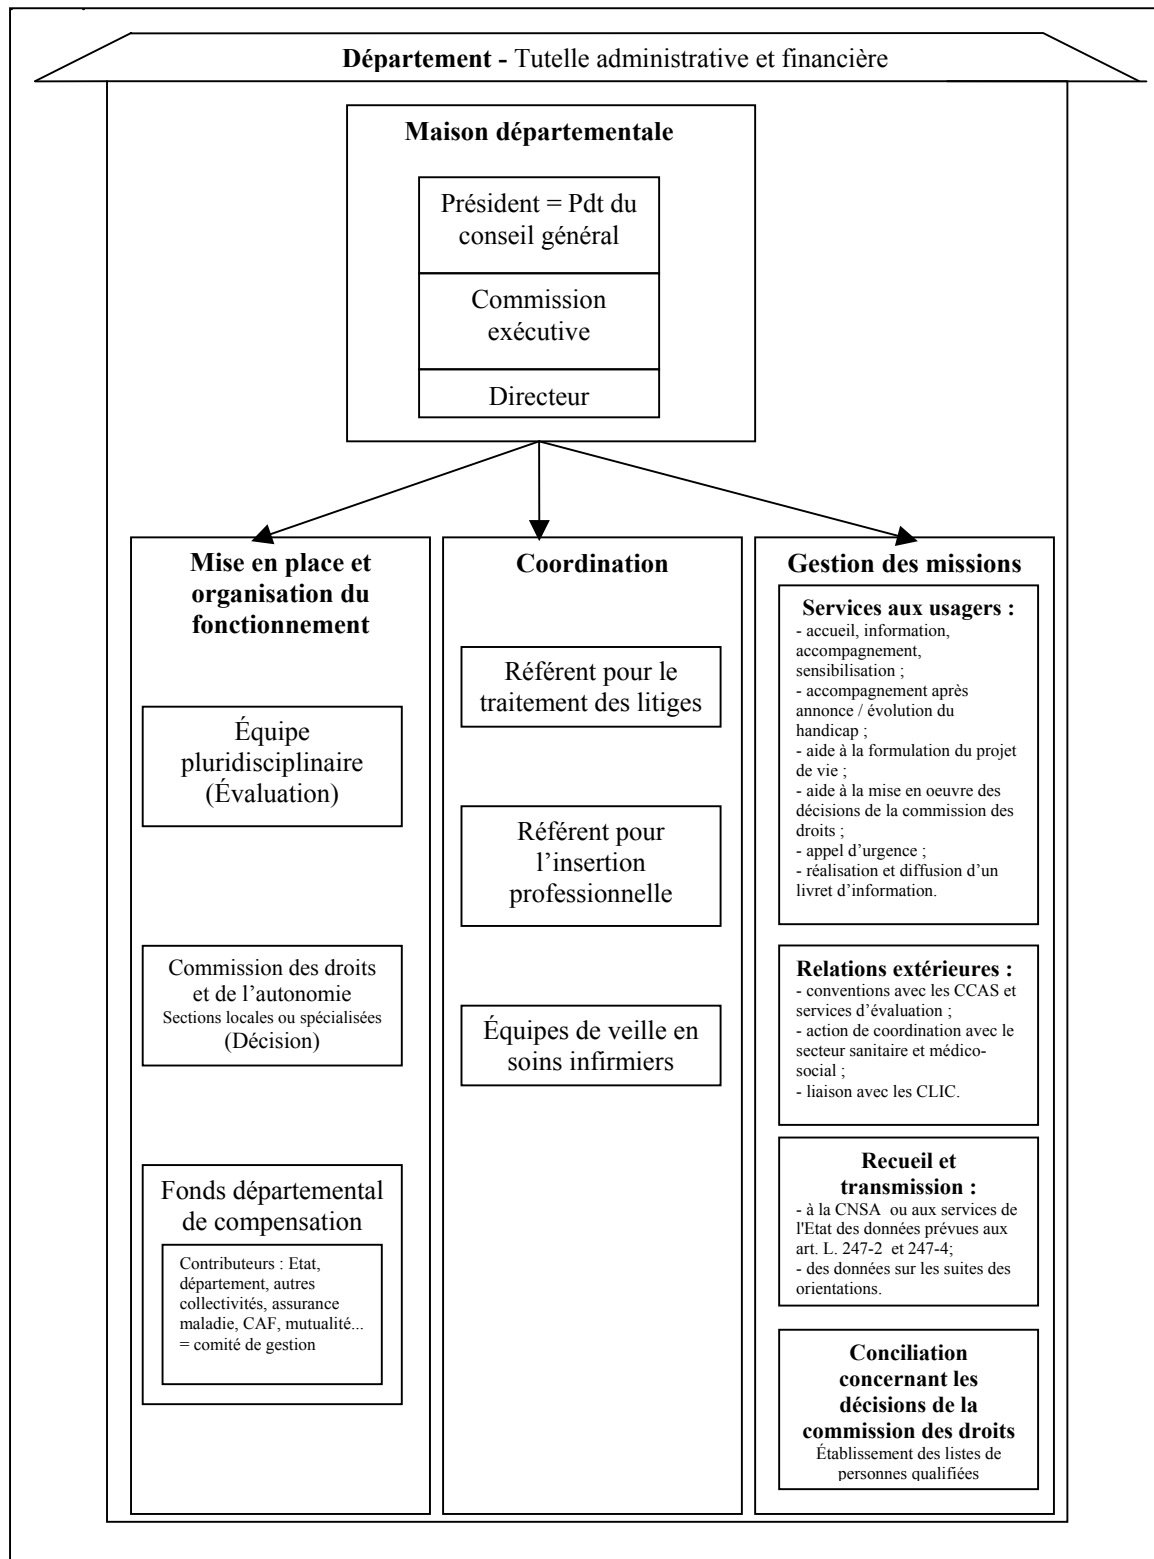 Département - Tutelle administrative et financière
Maison départementale
Président = Pdt du
conseil général
Commission
exécutive
Directeur
Mise en place et
organisation du
fonctionnement
Équipe
pluridisciplinaire
(Évaluation)
Commission des droits
et de l’autonomie
Sections locales ou spécialisées
(Décision)
Fonds départemental
de compensation
Contributeurs : Etat,
département, autres
collectivités, assurance
maladie, CAF, mutualité...
= comité de gestion
Coordination
Référent pour le
traitement des litiges
Référent pour
l’insertion
professionnelle
Équipes de veille en
soins infirmiers
Gestion des missions
Services aux usagers :
- accueil, information,
accompagnement,
sensibilisation ;
- accompagnement après
annonce / évolution du
handicap ;
- aide à la formulation du projet
de vie ;
- aide à la mise en oeuvre des
décisions de la commission des
droits ;
- appel d’urgence ;
- réalisation et diffusion d’un
livret d’information.
Relations extérieures :
- conventions avec les CCAS et
services d’évaluation ;
- action de coordination avec le
secteur sanitaire et médico-
social ;
- liaison avec les CLIC.
Recueil et
transmission :
- à la CNSA ou aux services de
l'Etat des données prévues aux
art. L. 247-2 et 247-4;
- des données sur les suites des
orientations.
Conciliation
concernant les
décisions de la
commission des droits
Établissement des listes de
personnes qualifiées